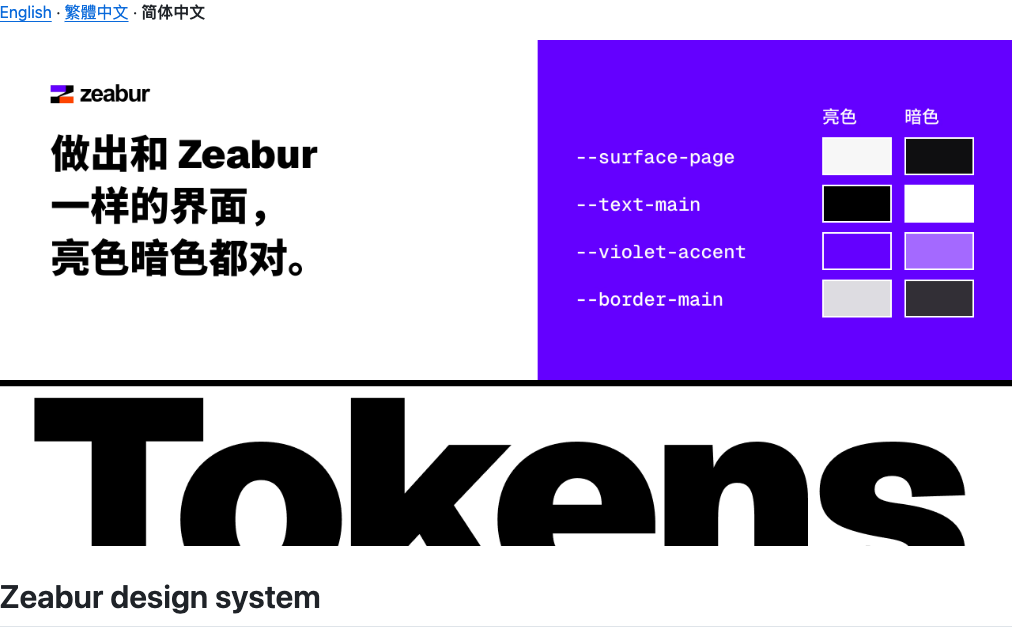 English · 繁體中文 · 简体中文
zeabur
做出和 Zeabur
一样的界面，
亮色暗色都对。
亮色 暗色
--surface-page
--text-main
--violet-accent
--border-main
Tokens
Zeabur design system